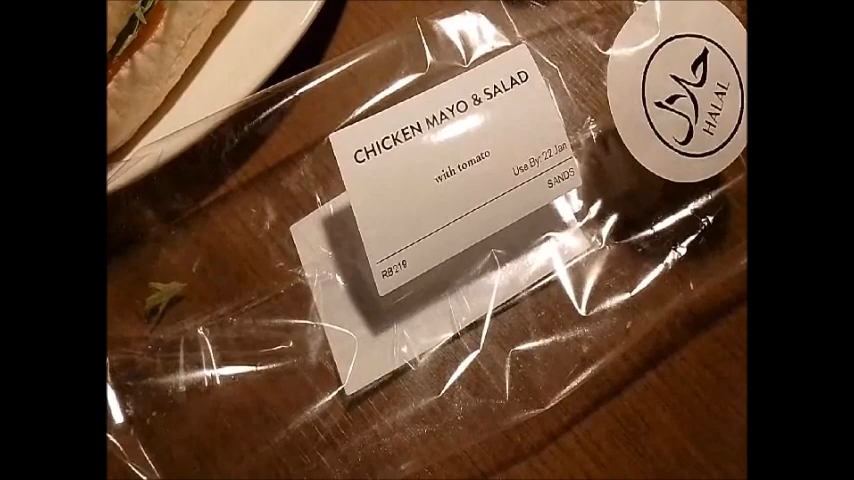 CHICKEN MAYO & SALAD
with tomato
Use By: 22 Jan
SANDS
RB219
حلال
HALAL